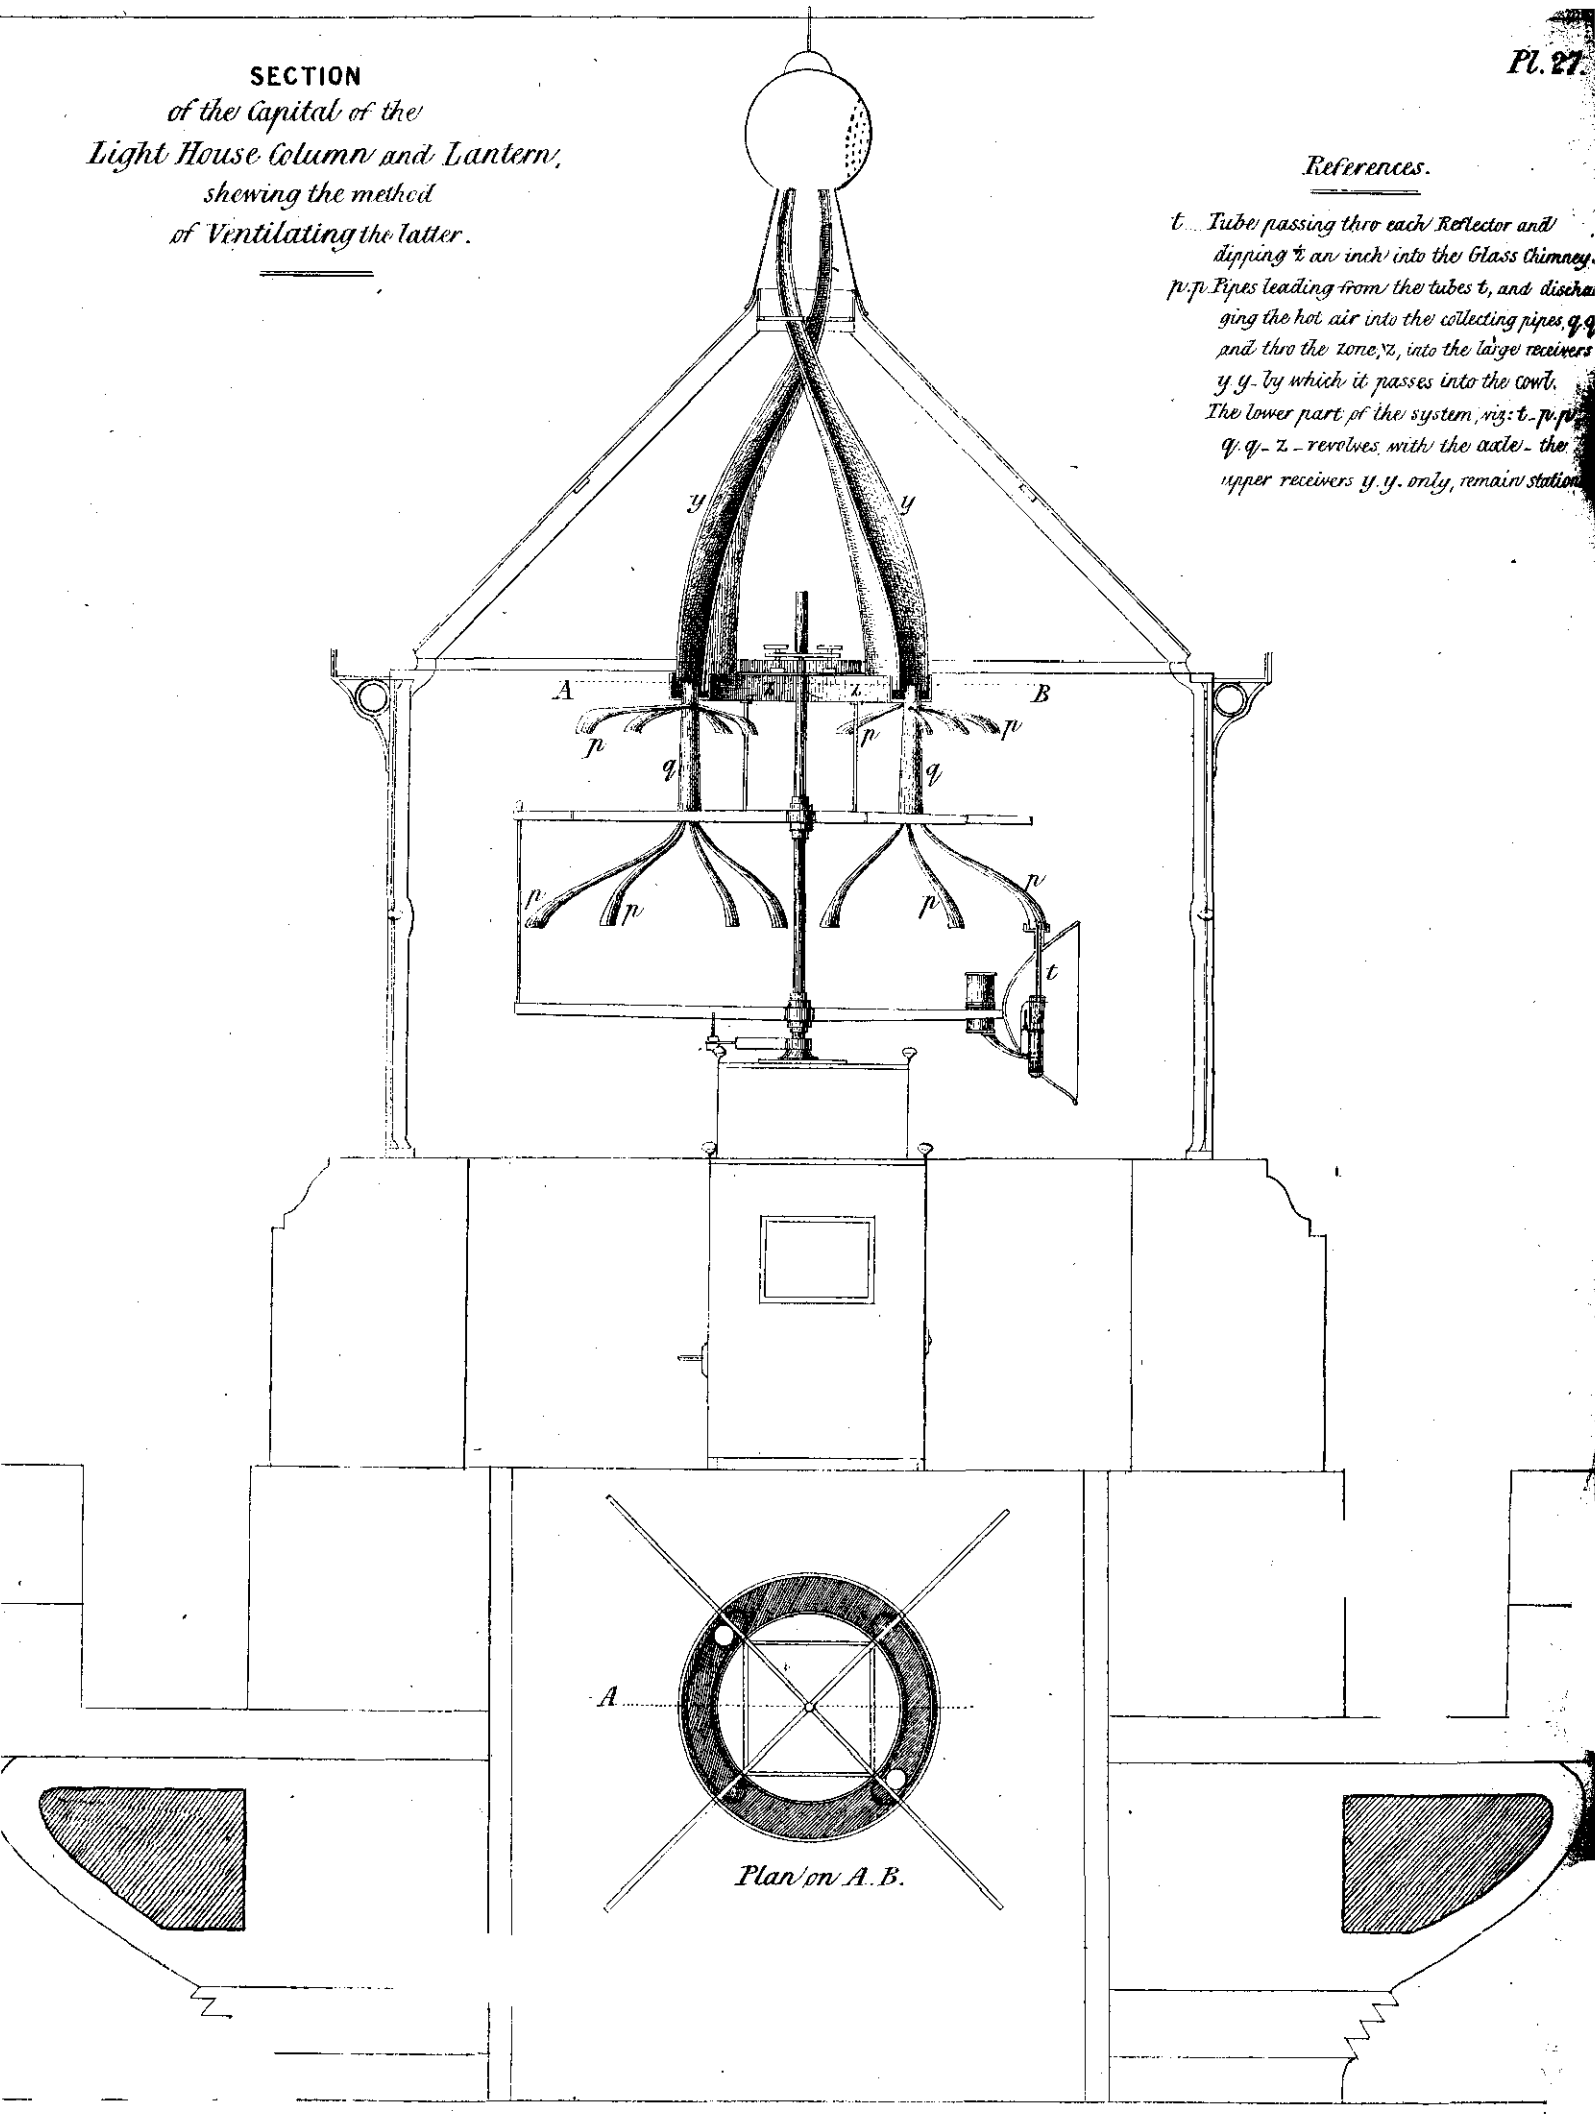 SECTION
of the Capital of the
Light House Column and Lantern,
shewing the method
of Ventilating the latter.
Pl. 27.
References.
t Tube passing thro each Reflector and
dipping ½ an inch into the Glass Chimney.
p.p. Pipes leading from the tubes t, and dischar
ging the hot air into the collecting pipes, q.q
and thro the zone, z, into the large receivers
y.y. by which it passes into the cowl.
The lower part of the system, viz: t - p.p.
q.q - z - revolves with the axle - the
upper receivers y.y. only, remain station
y y
A z z B
p p p
q q
p p p p
t
A
Plan on A.B.